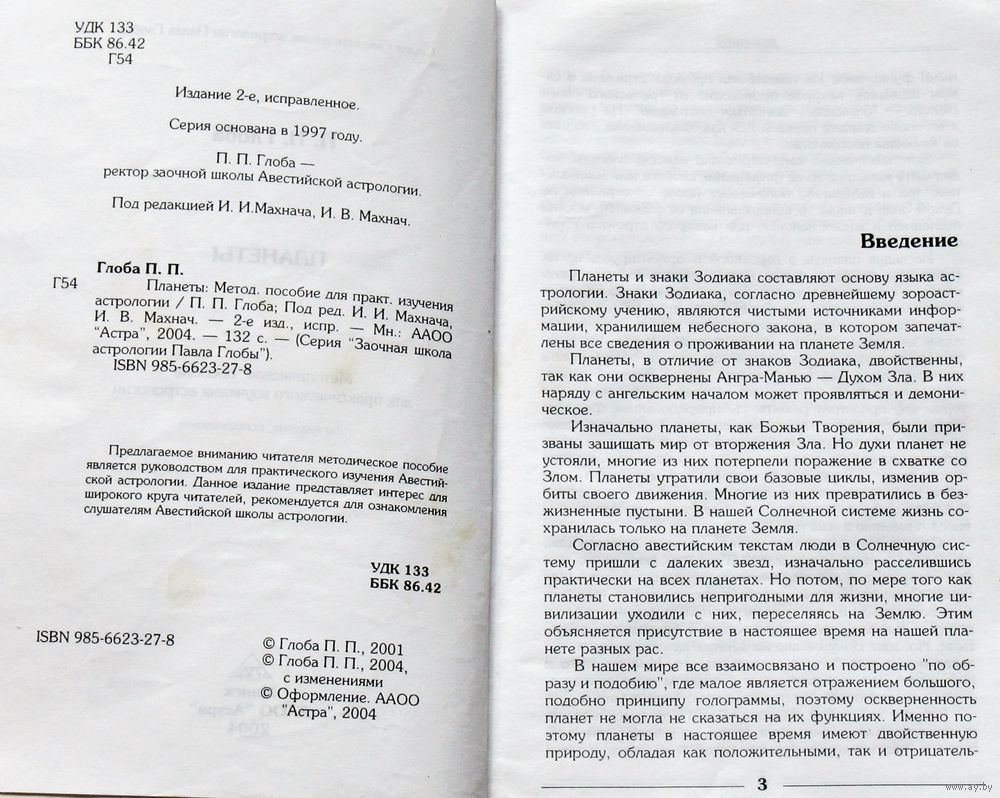 УДК 133
ББК 86.42
Г54
Издание 2-е, исправленное.
Серия основана в 1997 году.
П. П. Глоба —
ректор заочной школы Авестийской астрологии.
Под редакцией И. И.Махнача, И. В. Махнач.
Глоба П. П.
Г54
Планеты: Метод. пособие для практ. изучения
астрологии / П. П. Глоба; Под ред. И. И. Махнача,
И. В. Махнач. — 2-е изд., испр. — Мн.: ААОО
"Астра", 2004. — 132 с. — (Серия "Заочная школа
астрологии Павла Глобы").
ISBN 985-6623-27-8
Предлагаемое вниманию читателя методическое пособие
является руководством для практического изучения Авестий-
ской астрологии. Данное издание представляет интерес для
широкого круга читателей, рекомендуется для ознакомления
слушателям Авестийской школы астрологии.
УДК 133
ББК 86.42
ISBN 985-6623-27-8
© Глоба П. П., 2001
© Глоба П. П., 2004,
с изменениями
© Оформление. ААОО
"Астра", 2004
Введение
Планеты и знаки Зодиака составляют основу языка ас-
трологии. Знаки Зодиака, согласно древнейшему зороаст-
рийскому учению, являются чистыми источниками инфор-
мации, хранилищем небесного закона, в котором запечат-
лены все сведения о проживании на планете Земля.
Планеты, в отличие от знаков Зодиака, двойственны,
так как они осквернены Ангра-Манью — Духом Зла. В них
наряду с ангельским началом может проявляться и демони-
ческое.
Изначально планеты, как Божьи Творения, были при-
званы защищать мир от вторжения Зла. Но духи планет не
устояли, многие из них потерпели поражение в схватке со
Злом. Планеты утратили свои базовые циклы, изменив ор-
биты своего движения. Многие из них превратились в без-
жизненные пустыни. В нашей Солнечной системе жизнь со-
хранилась только на планете Земля.
Согласно авестийским текстам люди в Солнечную сис-
тему пришли с далеких звезд, изначально расселившись
практически на всех планетах. Но потом, по мере того как
планеты становились непригодными для жизни, многие ци-
вилизации уходили с них, переселяясь на Землю. Этим
объясняется присутствие в настоящее время на нашей пла-
нете разных рас.
В нашем мире все взаимосвязано и построено "по об-
разу и подобию", где малое является отражением большого,
подобно принципу голограммы, поэтому оскверненность
планет не могла не сказаться на их функциях. Именно по-
этому планеты в настоящее время имеют двойственную
природу, обладая как положительными, так и отрицатель-
3
www.ay.by